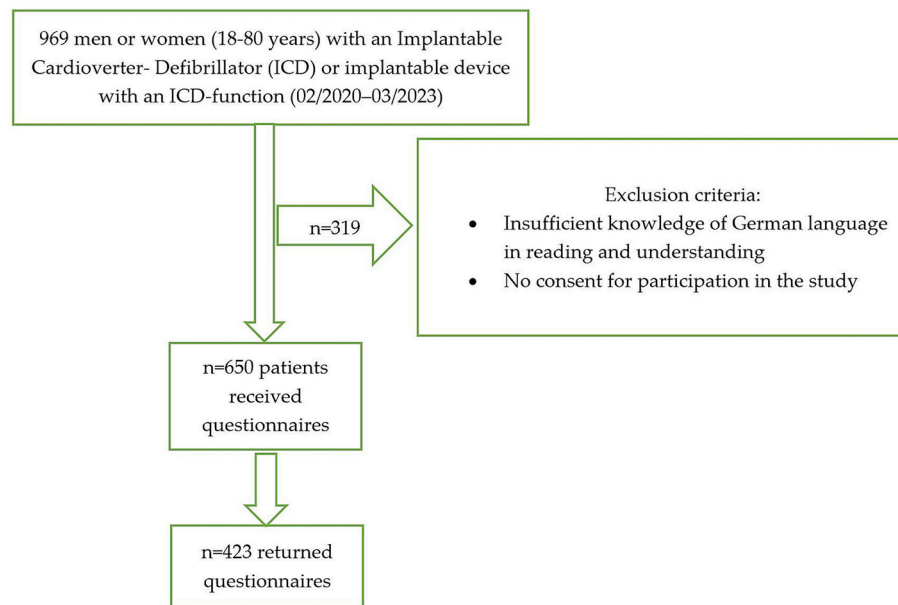 969 men or women (18-80 years) with an Implantable
Cardioverter- Defibrillator (ICD) or implantable device
with an ICD-function (02/2020–03/2023)
n=319
Exclusion criteria:
• Insufficient knowledge of German language
in reading and understanding
• No consent for participation in the study
n=650 patients
received
questionnaires
n=423 returned
questionnaires